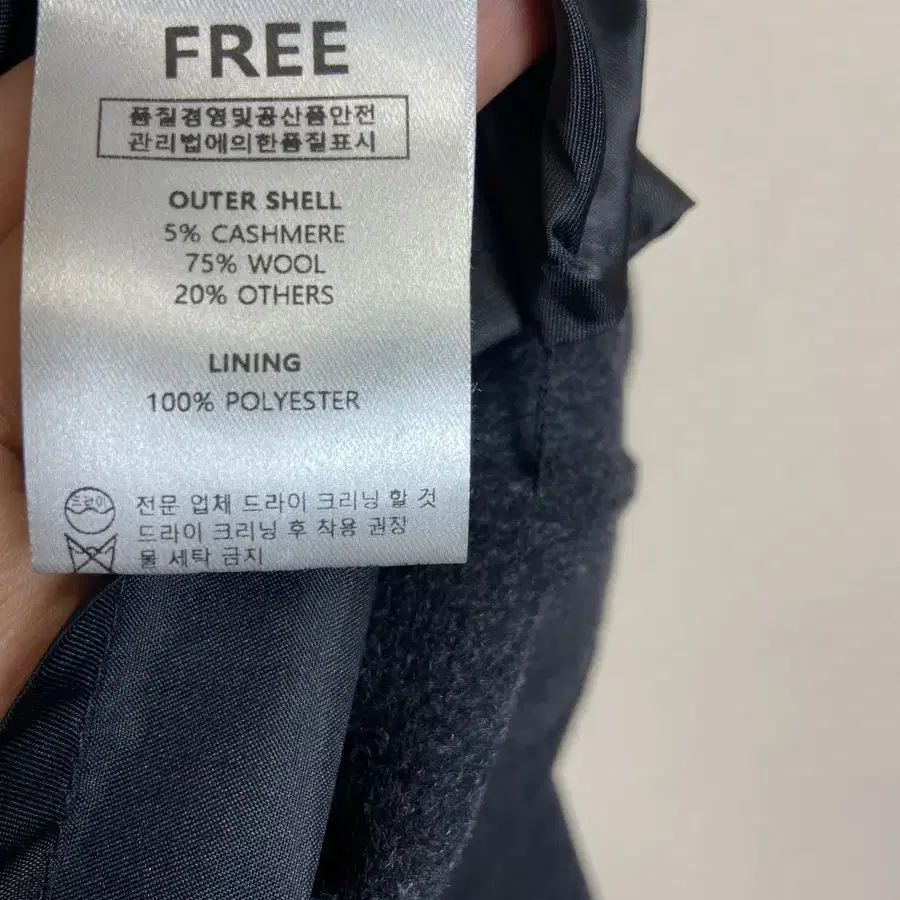 FREE
품질경영및공산품안전
관리법에의한품질표시
OUTER SHELL
5% CASHMERE
75% WOOL
20% OTHERS
LINING
100% POLYESTER
드라이
전문 업체 드라이 크리닝 할 것
드라이 크리닝 후 착용 권장
물 세탁 금지